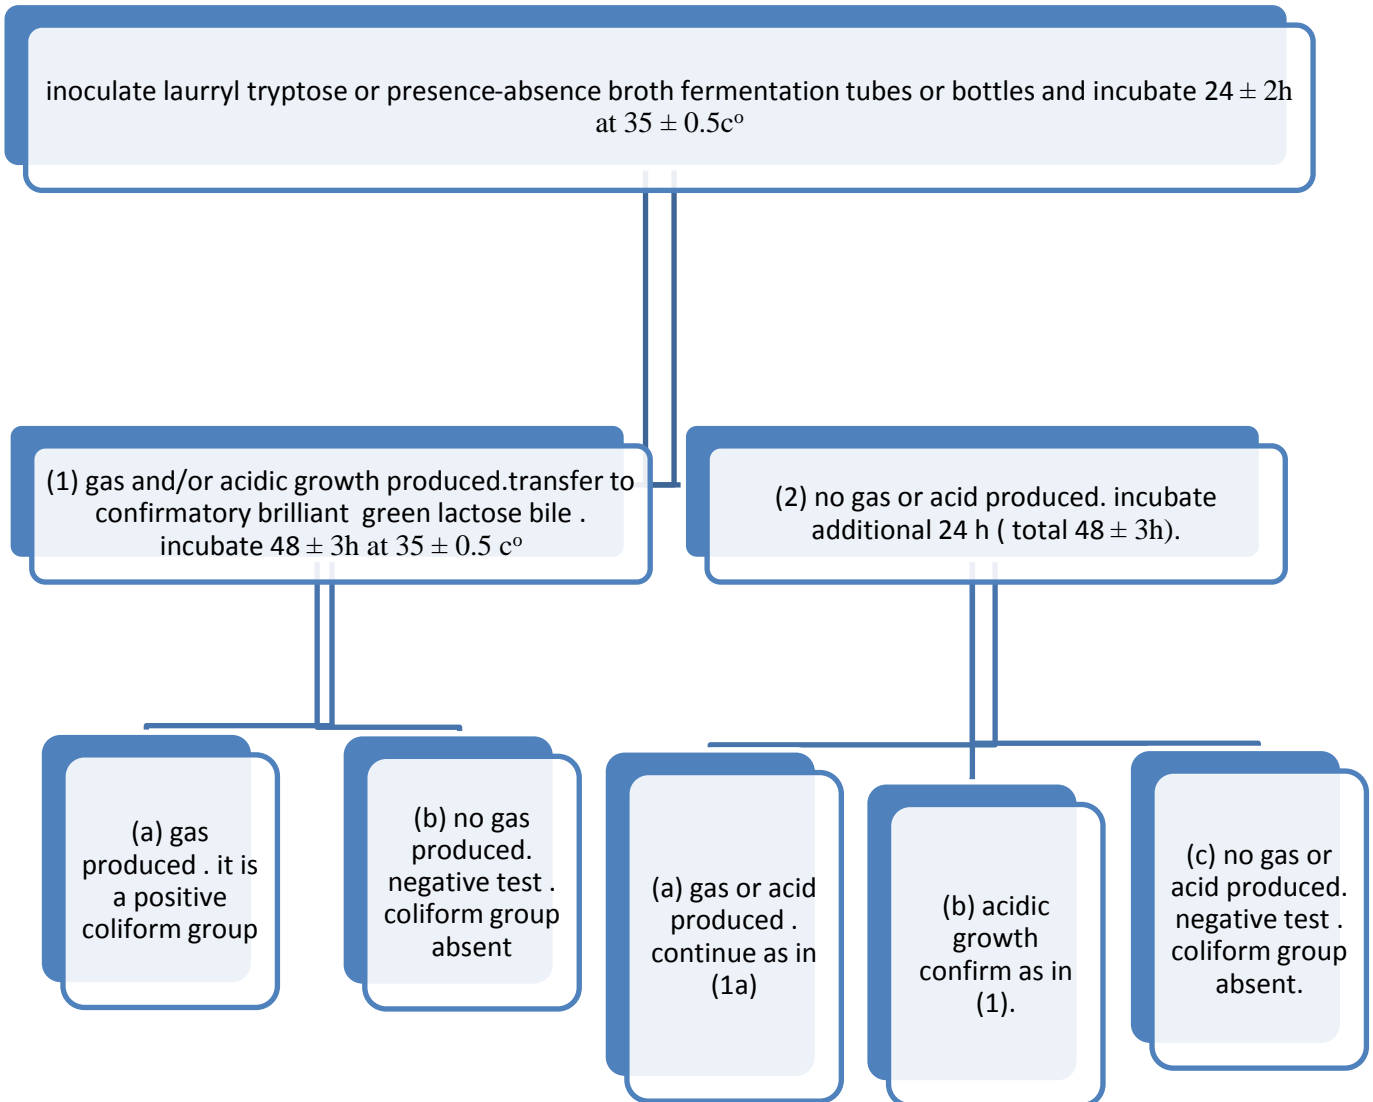 inoculate laurryl tryptose or presence-absence broth fermentation tubes or bottles and incubate 24 ± 2h
at 35 ± 0.5cº
(1) gas and/or acidic growth produced.transfer to
confirmatory brilliant green lactose bile .
incubate 48 ± 3h at 35 ± 0.5 cº
(2) no gas or acid produced. incubate
additional 24 h ( total 48 ± 3h).
(a) gas
produced . it is
a positive
coliform group
(b) no gas
produced.
negative test .
coliform group
absent
(a) gas or acid
produced .
continue as in
(1a)
(b) acidic
growth
confirm as in
(1).
(c) no gas or
acid produced.
negative test .
coliform group
absent.